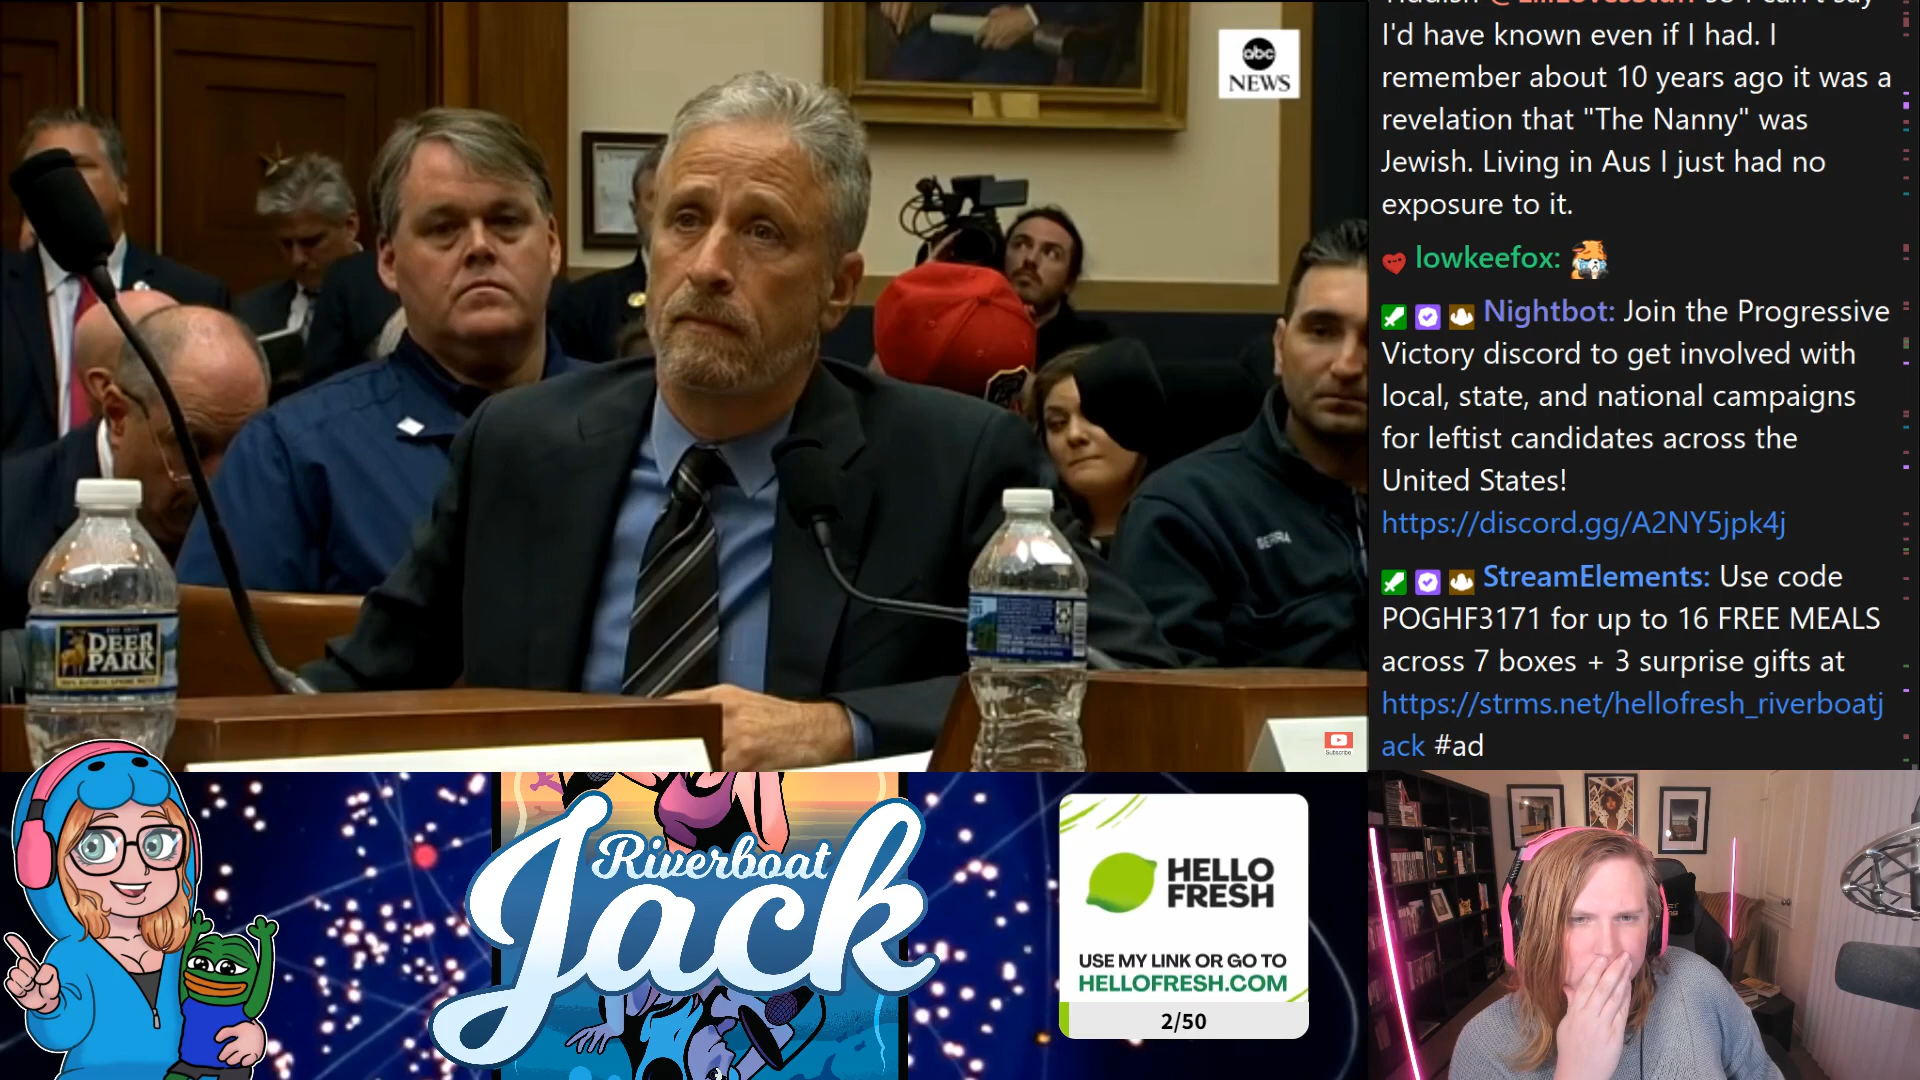 abc
NEWS
I'd have known even if I had. I
remember about 10 years ago it was a
revelation that "The Nanny" was
Jewish. Living in Aus I just had no
exposure to it.
lowkeefox:
Nightbot: Join the Progressive
Victory discord to get involved with
local, state, and national campaigns
for leftist candidates across the
United States!
https://discord.gg/A2NY5jpk4j
StreamElements: Use code
POGHF3171 for up to 16 FREE MEALS
across 7 boxes + 3 surprise gifts at
https://strms.net/hellofresh_riverboatj
ack #ad
DEER
PARK
SERRA
Subscribe
Riverboat
Jack
HELLO
FRESH
USE MY LINK OR GO TO
HELLOFRESH.COM
2/50